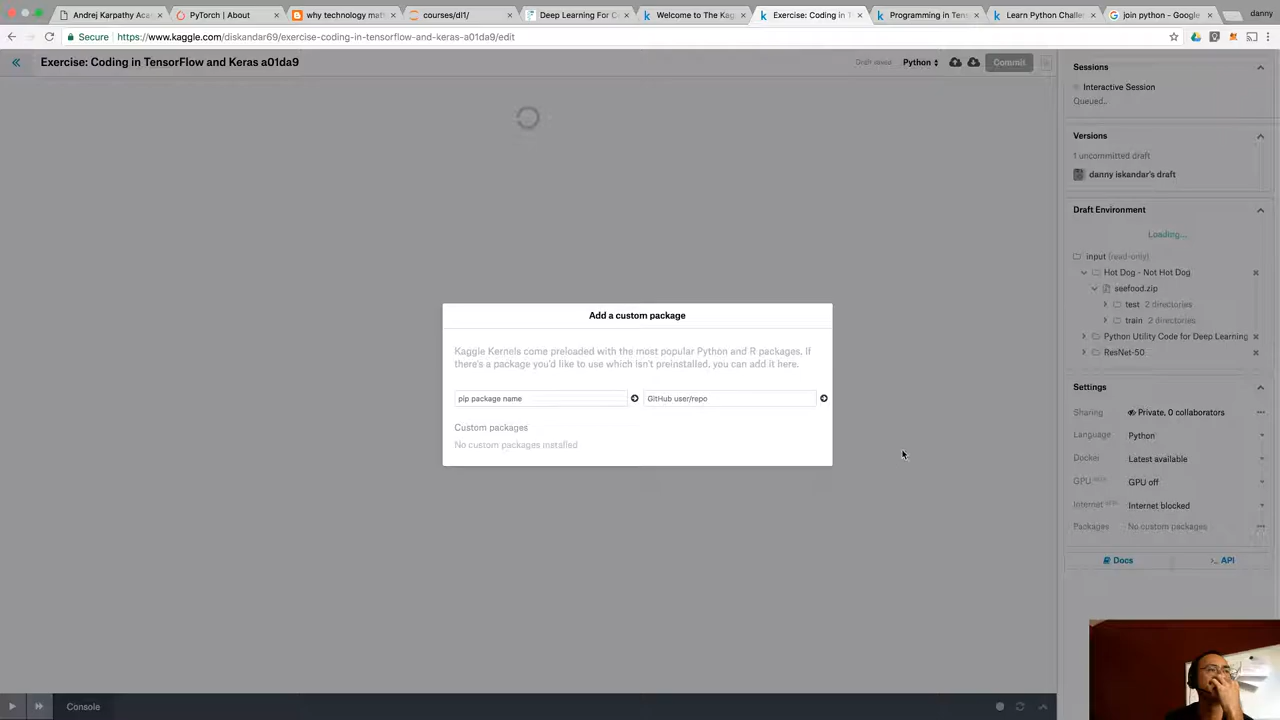 Andrej Karpathy Aca
PyTorch | About
why technology mat
courses/dl1/
Deep Learning For C
Welcome to The Kag
Exercise: Coding in T
Programming in Tens
Learn Python Challe
join python - Google
danny
Secure
https://www.kaggle.com/diskandar69/exercise-coding-in-tensorflow-and-keras-a01da9/edit
Exercise: Coding in TensorFlow and Keras a01da9
Draft saved
Python
Commit
Sessions
Interactive Session
Queued..
Versions
1 uncommitted draft
danny iskandar's draft
Draft Environment
Loading...
input (read-only)
Hot Dog - Not Hot Dog
seefood.zip
test 2 directories
train 2 directories
Python Utility Code for Deep Learning
ResNet-50
Add a custom package
Kaggle Kernels come preloaded with the most popular Python and R packages. If
there's a package you'd like to use which isn't preinstalled, you can add it here.
pip package name
GitHub user/repo
Custom packages
No custom packages installed
Settings
Sharing
Private, 0 collaborators
Language
Python
Docker
Latest available
GPU BETA
GPU off
Internet BETA
Internet blocked
Packages
No custom packages
Docs
API
Console